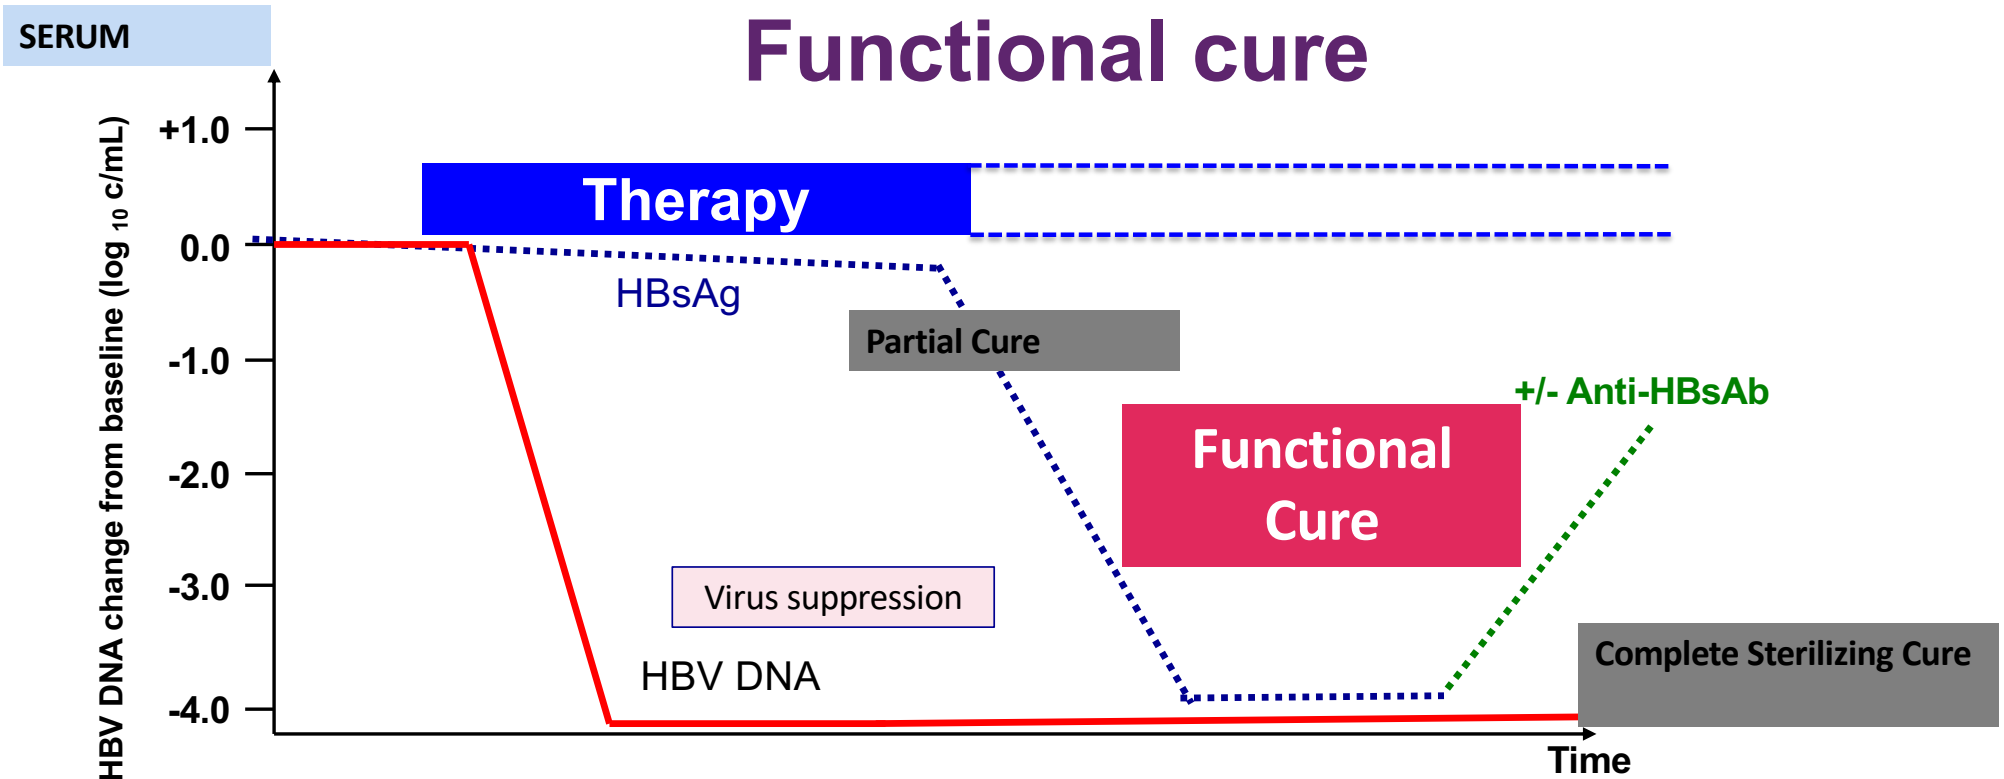 SERUM
Functional cure
HBV DNA change from baseline (log 10 c/mL)
+1.0
0.0
-1.0
-2.0
-3.0
-4.0
Therapy
HBsAg
Partial Cure
+/- Anti-HBsAb
Functional
Cure
Virus suppression
HBV DNA
Complete Sterilizing Cure
Time